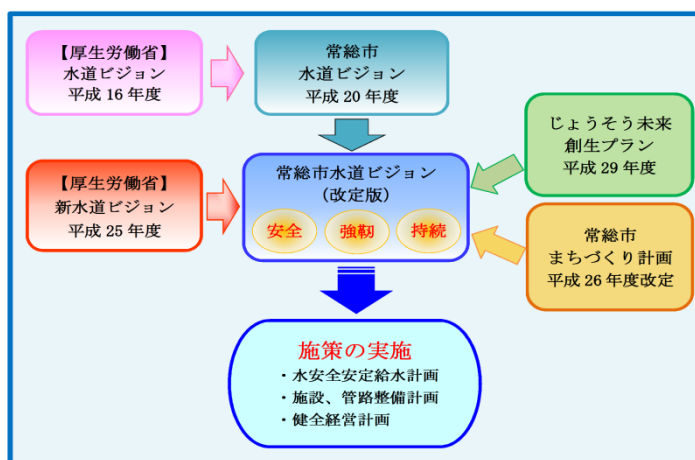 【厚生労働省】
水道ビジョン
平成 16 年度
常総市
水道ビジョン
平成 20 年度
じょうそう未来
創生プラン
平成 29 年度
【厚生労働省】
新水道ビジョン
平成 25 年度
常総市水道ビジョン
（改定版）
安全
強靭
持続
常総市
まちづくり計画
平成 26 年度改定
施策の実施
・水安全安定給水計画
・施設、管路整備計画
・健全経営計画